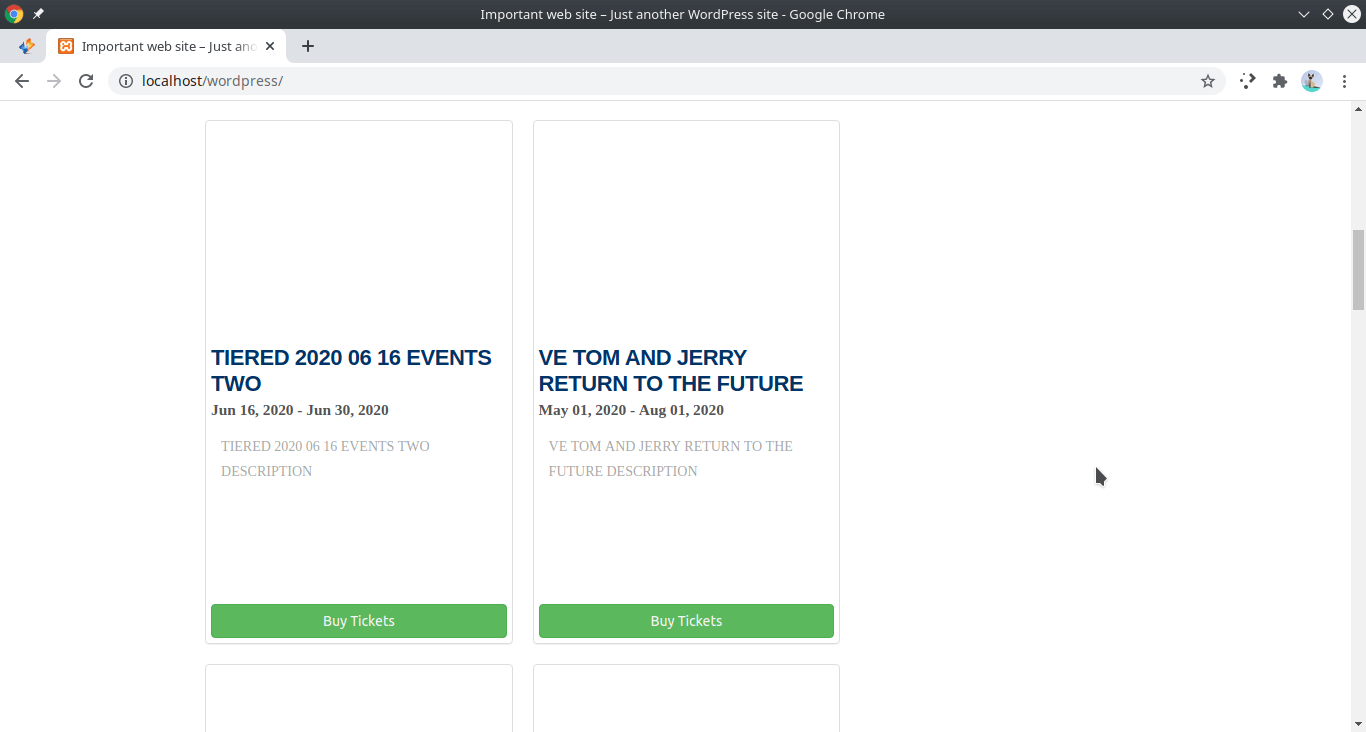 Important web site – Just another WordPress site - Google Chrome
Important web site – Just ano
localhost/wordpress/
TIERED 2020 06 16 EVENTS
TWO
Jun 16, 2020 - Jun 30, 2020
TIERED 2020 06 16 EVENTS TWO
DESCRIPTION
Buy Tickets
VE TOM AND JERRY
RETURN TO THE FUTURE
May 01, 2020 - Aug 01, 2020
VE TOM AND JERRY RETURN TO THE
FUTURE DESCRIPTION
Buy Tickets